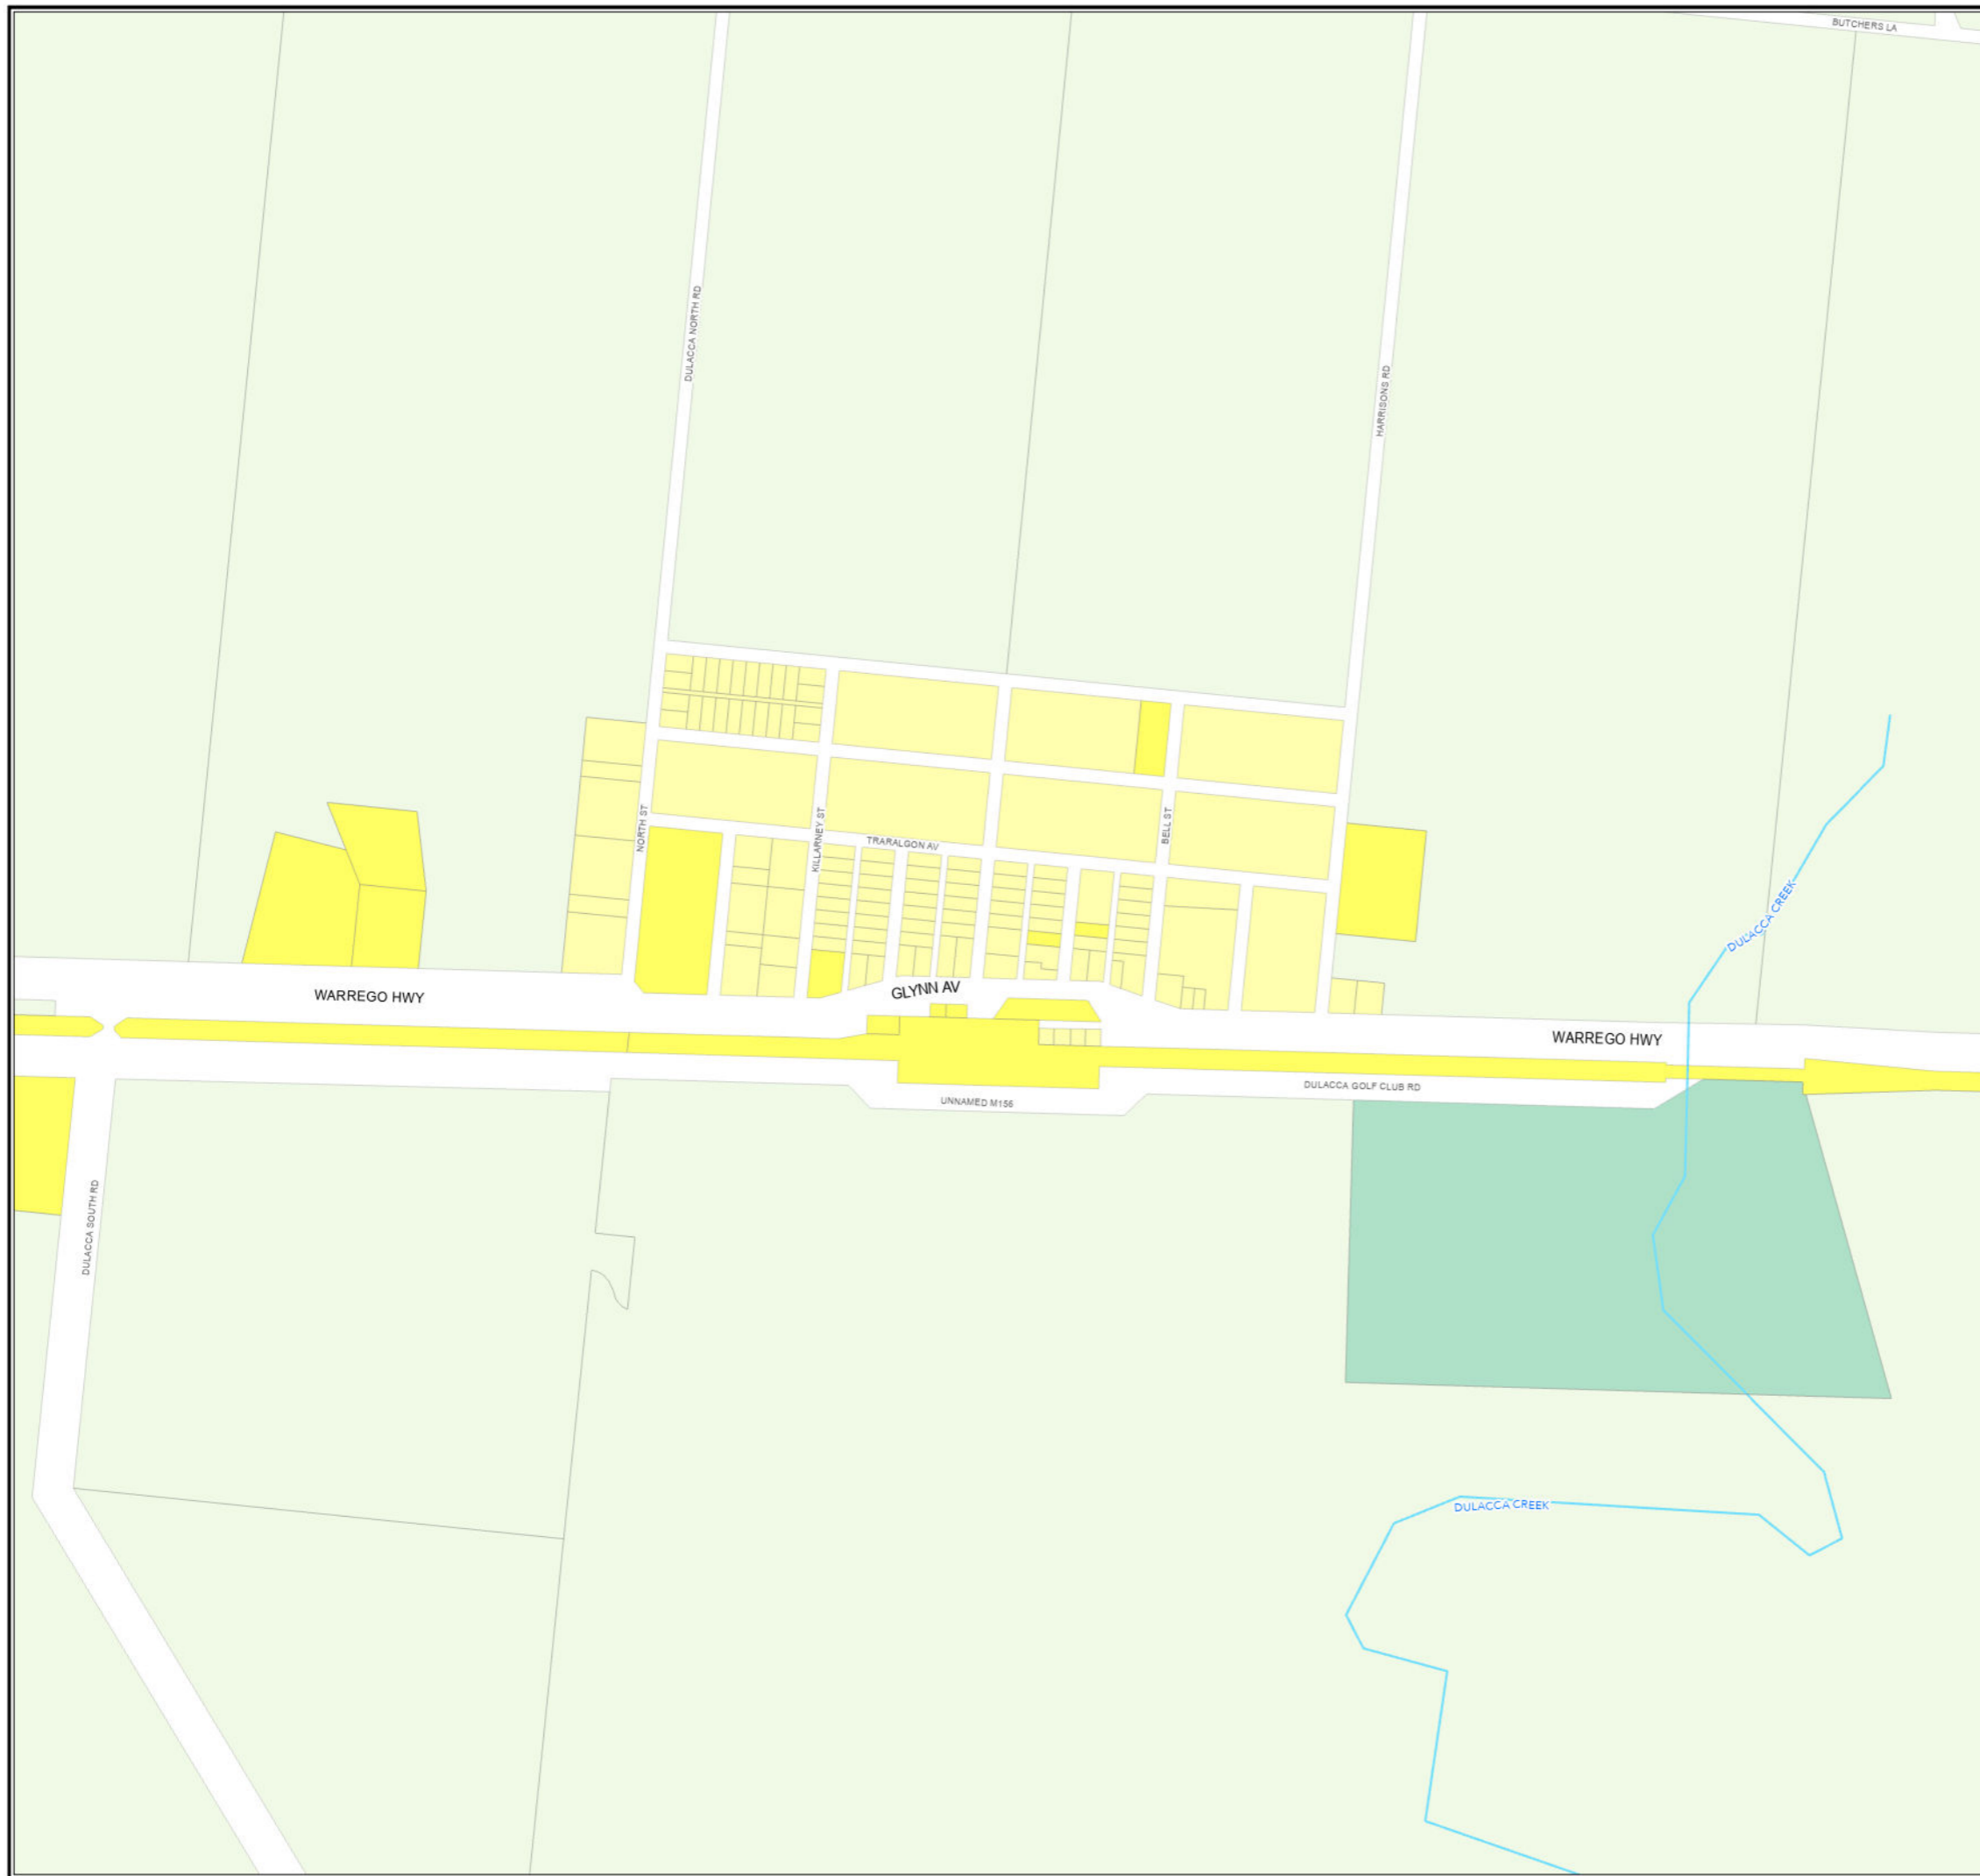 BUTCHERS LA
DULACCA NORTH RD
HARRISONS RD
NORTH ST
KILLARNEY ST
TRARALGON AV
BELL ST
DULACCA CREEK
WARREGO HWY
GLYNN AV
WARREGO HWY
DULACCA GOLF CLUB RD
UNNAMED M156
DULACCA SOUTH RD
DULACCA CREEK